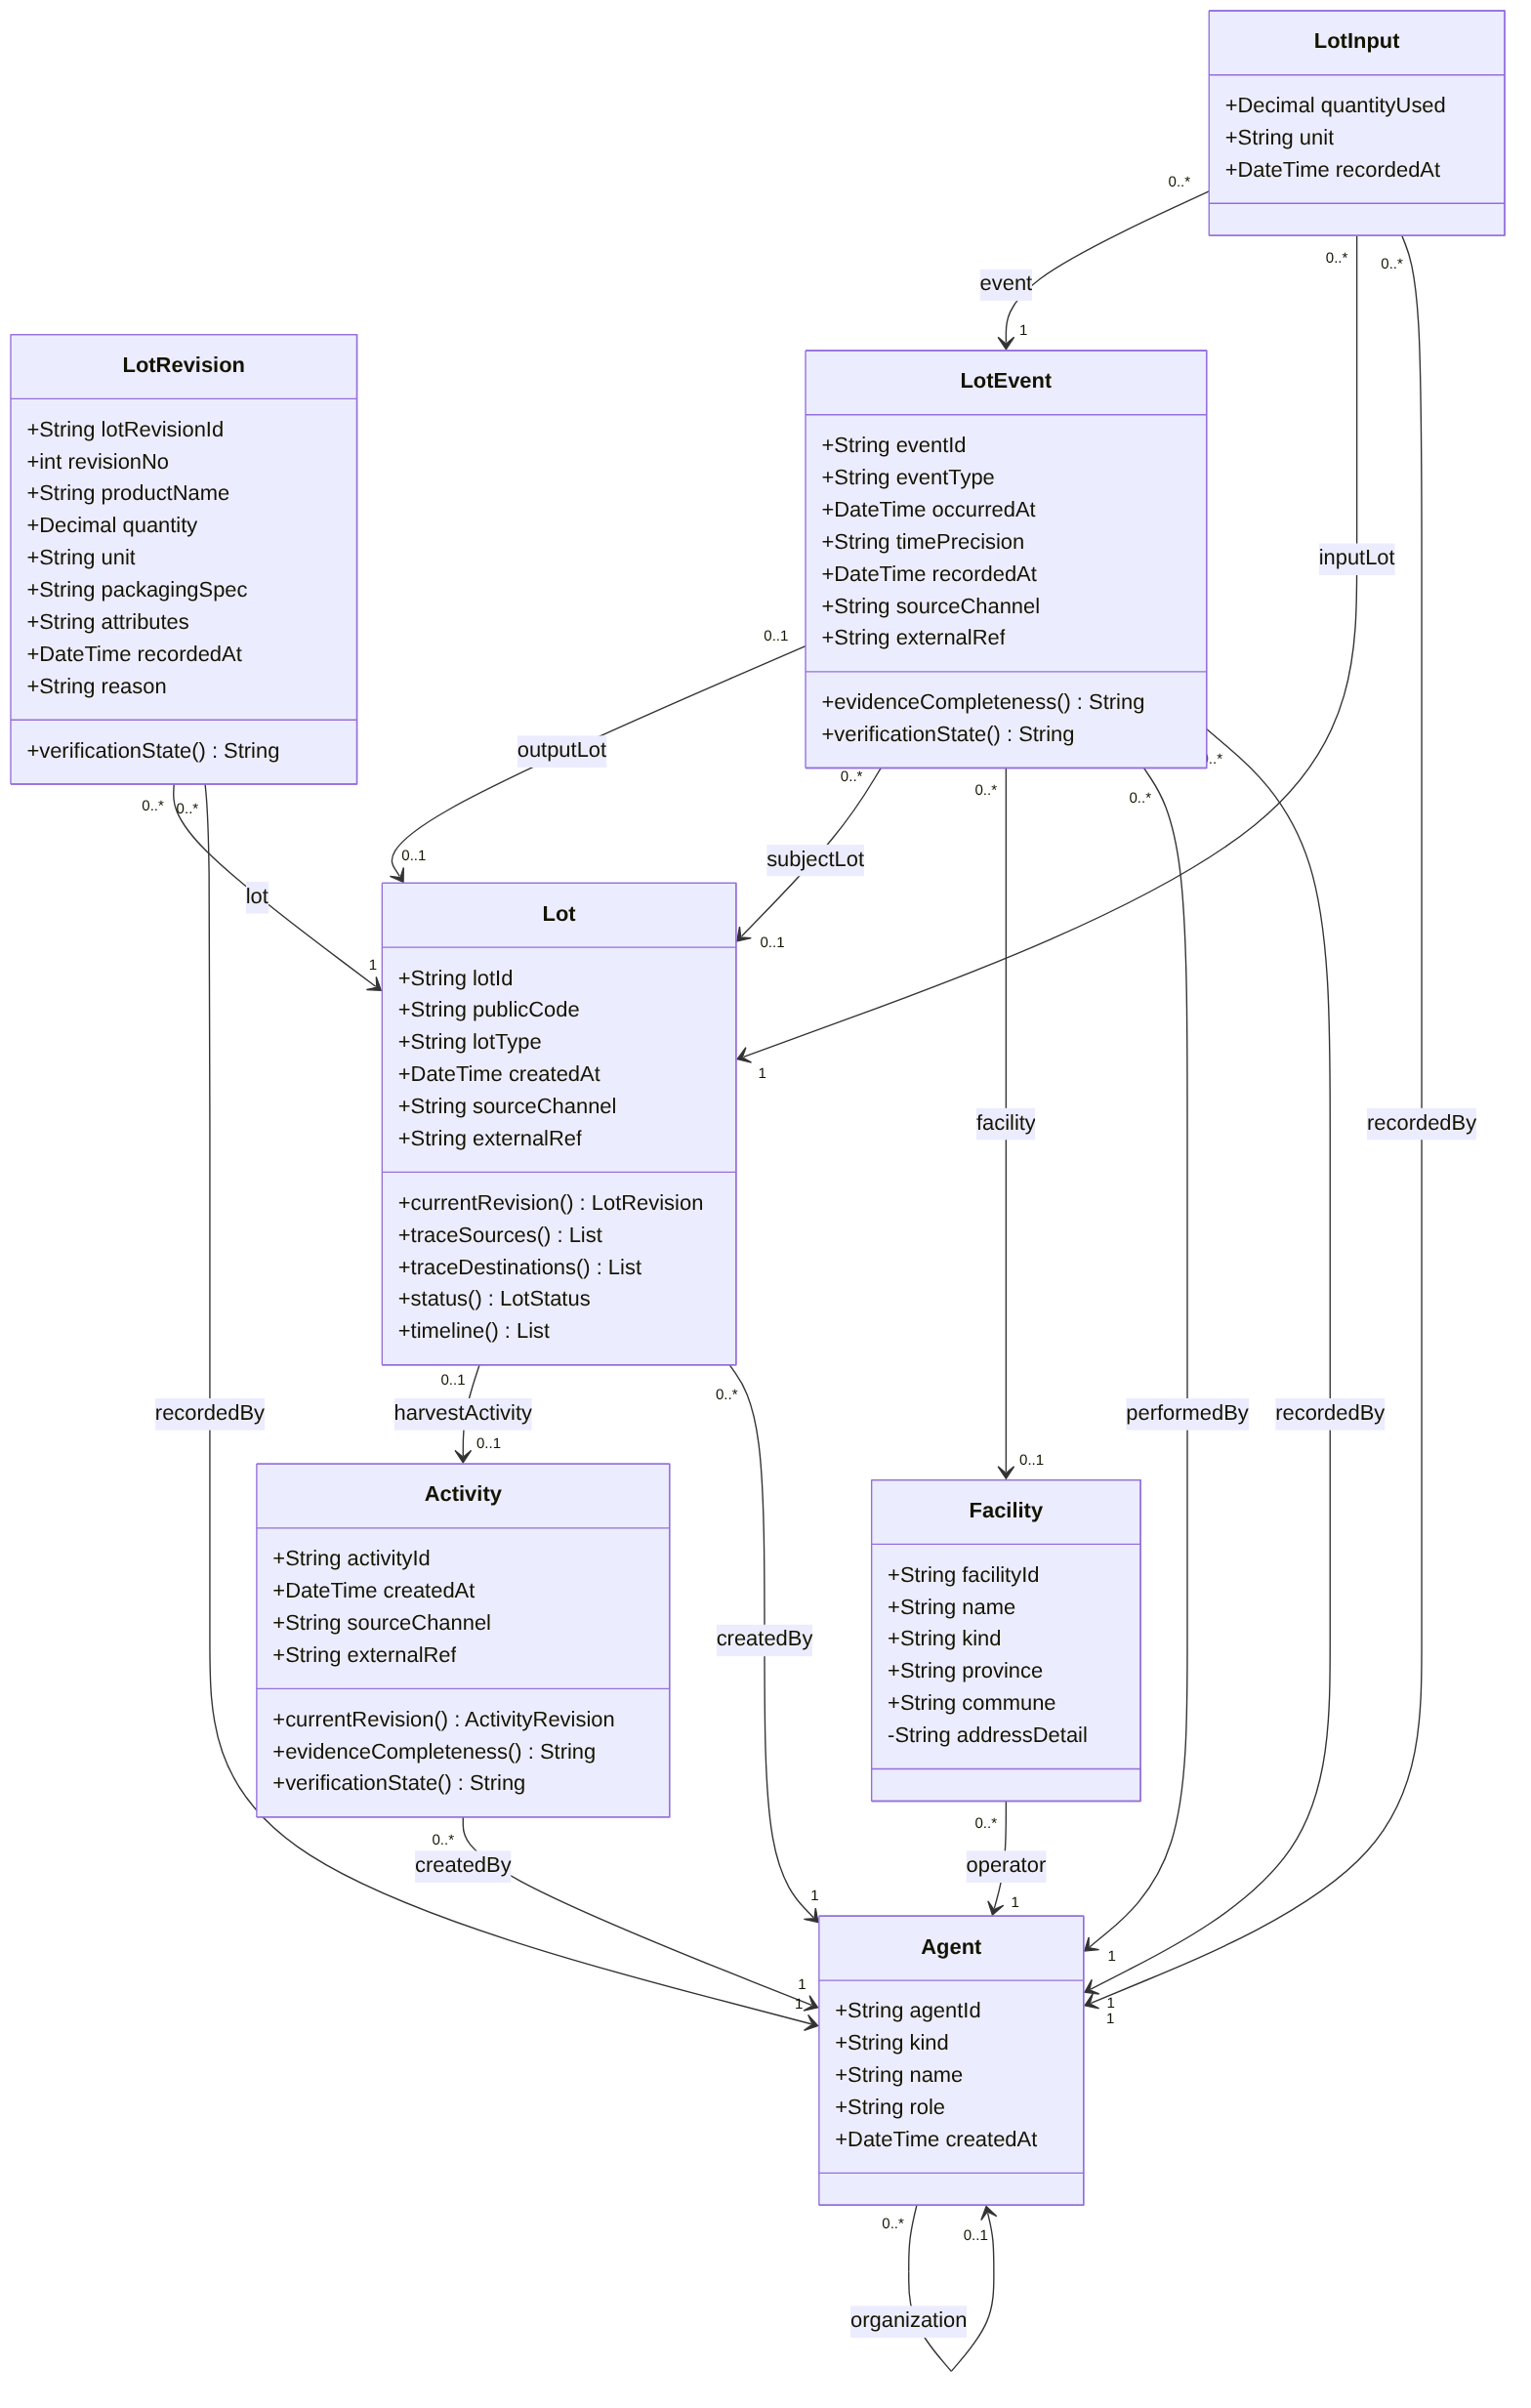 LotInput
+Decimal quantityUsed
+String unit
+DateTime recordedAt
0..*
0..*
0..*
event
1
LotRevision
+String lotRevisionId
+int revisionNo
+String productName
+Decimal quantity
+String unit
+String packagingSpec
+String attributes
+DateTime recordedAt
+String reason
+verificationState() : String
0..*
0..*
lot
1
LotEvent
+String eventId
+String eventType
+DateTime occurredAt
+String timePrecision
+DateTime recordedAt
+String sourceChannel
+String externalRef
+evidenceCompleteness() : String
+verificationState() : String
0..1
outputLot
0..1
0..*
subjectLot
0..1
0..*
0..*
0..*
inputLot
1
Lot
+String lotId
+String publicCode
+String lotType
+DateTime createdAt
+String sourceChannel
+String externalRef
+currentRevision() : LotRevision
+traceSources() : List
+traceDestinations() : List
+status() : LotStatus
+timeline() : List
facility
recordedBy
0..1
harvestActivity
0..1
0..*
recordedBy
performedBy
recordedBy
0..1
Activity
+String activityId
+DateTime createdAt
+String sourceChannel
+String externalRef
+currentRevision() : ActivityRevision
+evidenceCompleteness() : String
+verificationState() : String
createdBy
Facility
+String facilityId
+String name
+String kind
+String province
+String commune
-String addressDetail
0..*
createdBy
0..*
operator
1
1
1
1
1
1
1
Agent
+String agentId
+String kind
+String name
+String role
+DateTime createdAt
0..*
0..1
organization